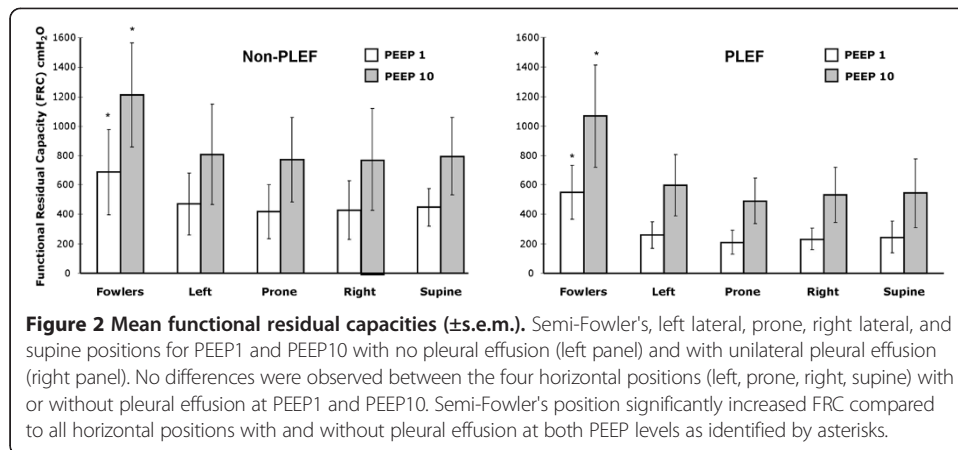 Functional Residual Capacity (FRC) cmH₂O
1600
1400
1200
1000
800
600
400
200
0
Non-PLEF
PEEP 1
PEEP 10
*
*
Fowlers Left Prone Right Supine
1600
1400
1200
1000
800
600
400
200
0
PLEF
PEEP 1
PEEP 10
*
*
Fowlers Left Prone Right Supine
Figure 2 Mean functional residual capacities (±s.e.m.). Semi-Fowler's, left lateral, prone, right lateral, and
supine positions for PEEP1 and PEEP10 with no pleural effusion (left panel) and with unilateral pleural effusion
(right panel). No differences were observed between the four horizontal positions (left, prone, right, supine) with
or without pleural effusion at PEEP1 and PEEP10. Semi-Fowler's position significantly increased FRC compared
to all horizontal positions with and without pleural effusion at both PEEP levels as identified by asterisks.